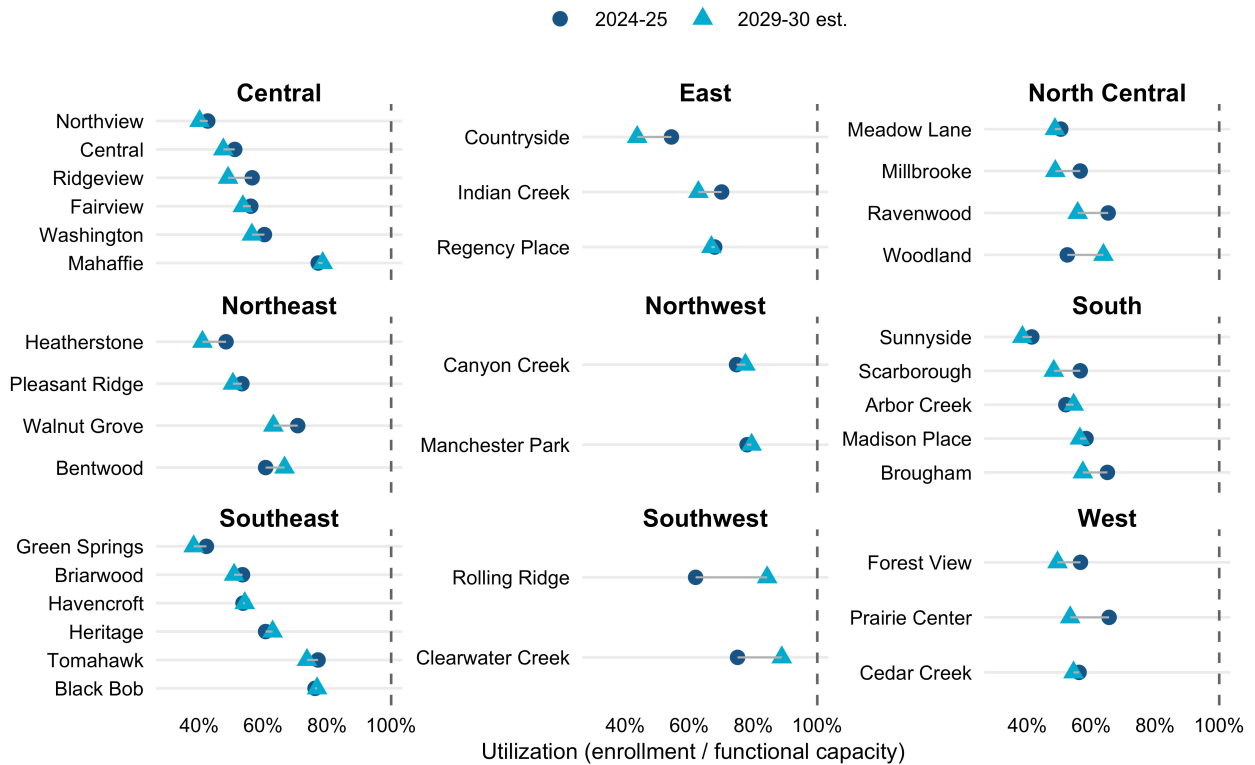 2024-25 2029-30 est.
Central
Northview
Central
Ridgeview
Fairview
Washington
Mahaffie
East
Countryside
Indian Creek
Regency Place
North Central
Meadow Lane
Millbrooke
Ravenwood
Woodland
Northeast
Heatherstone
Pleasant Ridge
Walnut Grove
Bentwood
Northwest
Canyon Creek
Manchester Park
South
Sunnyside
Scarborough
Arbor Creek
Madison Place
Brougham
Southeast
Green Springs
Briarwood
Havencroft
Heritage
Tomahawk
Black Bob
Southwest
Rolling Ridge
Clearwater Creek
West
Forest View
Prairie Center
Cedar Creek
40% 60% 80% 100% 40% 60% 80% 100% 40% 60% 80% 100%
Utilization (enrollment / functional capacity)